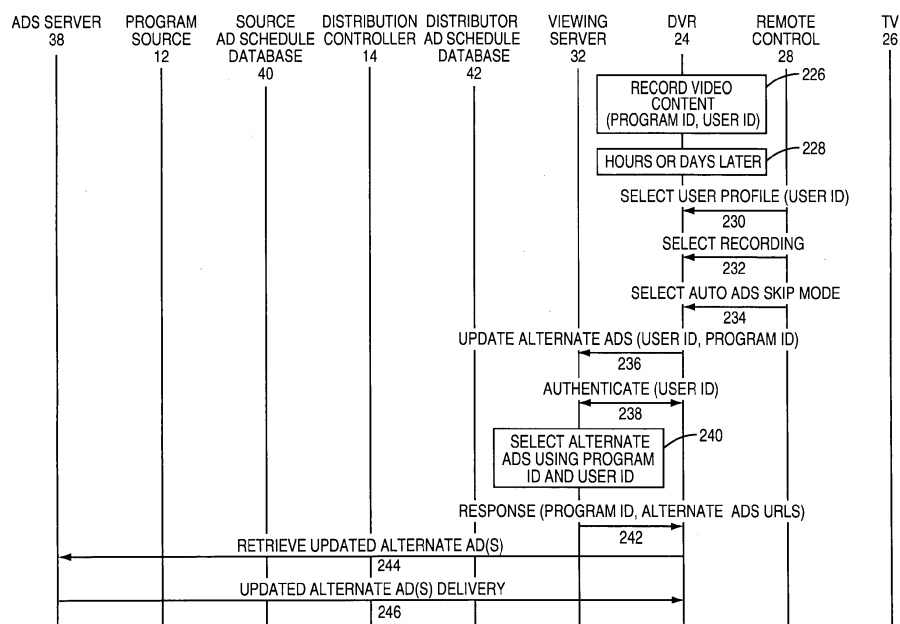 ADS SERVER
38
PROGRAM
SOURCE
12
SOURCE
AD SCHEDULE
DATABASE
40
DISTRIBUTION
CONTROLLER
14
DISTRIBUTOR
AD SCHEDULE
DATABASE
42
VIEWING
SERVER
32
DVR
24
REMOTE
CONTROL
28
TV
26
RECORD VIDEO
CONTENT
(PROGRAM ID, USER ID)
226
HOURS OR DAYS LATER
228
SELECT USER PROFILE (USER ID)
230
SELECT RECORDING
232
SELECT AUTO ADS SKIP MODE
234
UPDATE ALTERNATE ADS (USER ID, PROGRAM ID)
236
AUTHENTICATE (USER ID)
238
SELECT ALTERNATE
ADS USING PROGRAM
ID AND USER ID
240
RESPONSE (PROGRAM ID, ALTERNATE ADS URLS)
242
RETRIEVE UPDATED ALTERNATE AD(S)
244
UPDATED ALTERNATE AD(S) DELIVERY
246